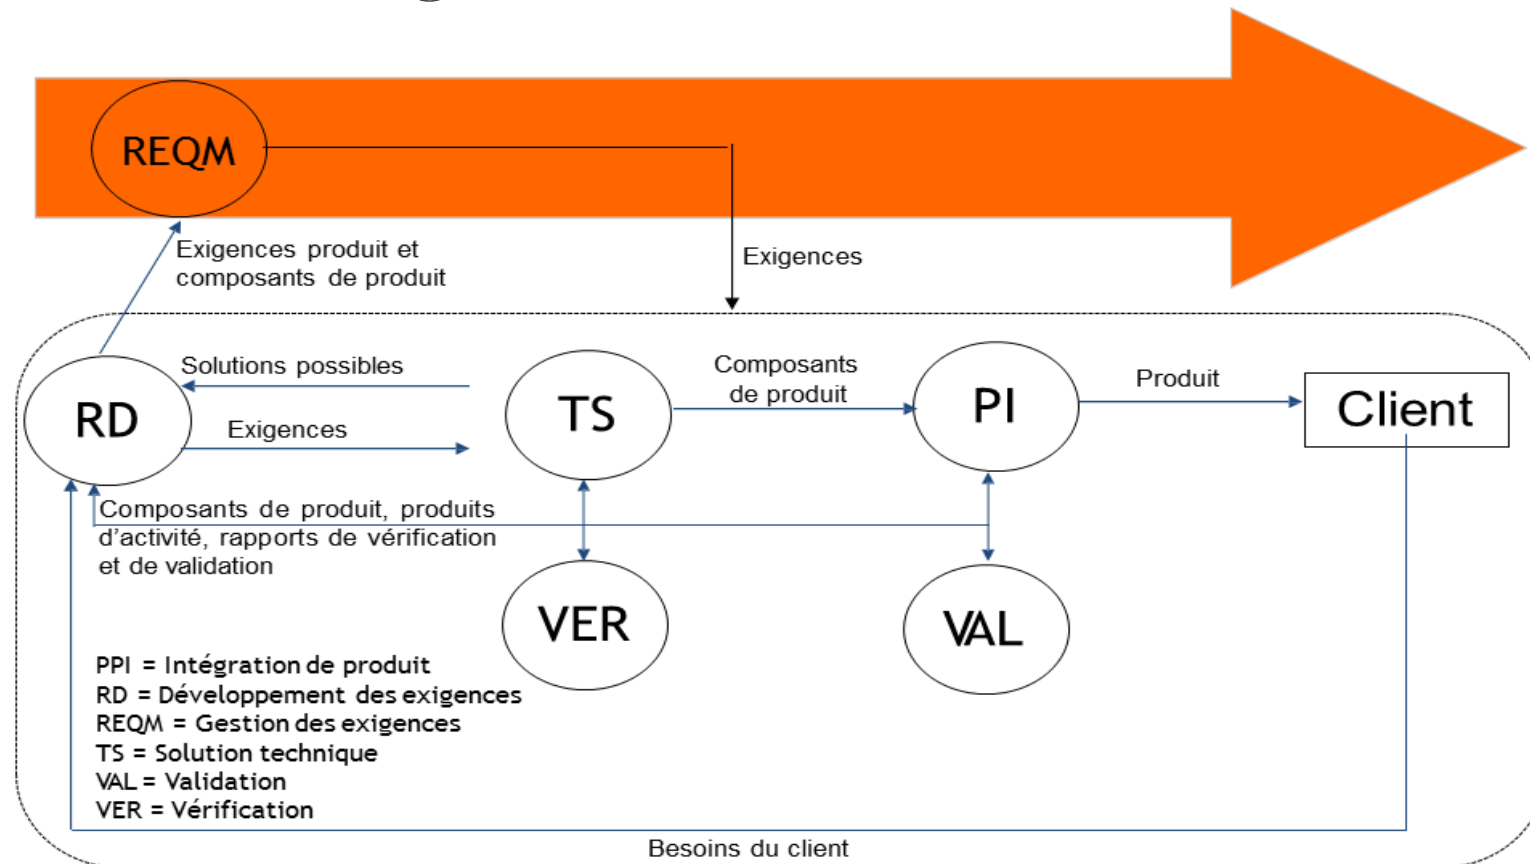 REQM
Exigences produit et
composants de produit
Exigences
Solutions possibles
RD
Exigences
TS
Composants
de produit
PI
Produit
Client
Composants de produit, produits
d'activité, rapports de vérification
et de validation
VER
VAL
PPI = Intégration de produit
RD = Développement des exigences
REQM = Gestion des exigences
TS = Solution technique
VAL = Validation
VER = Vérification
Besoins du client